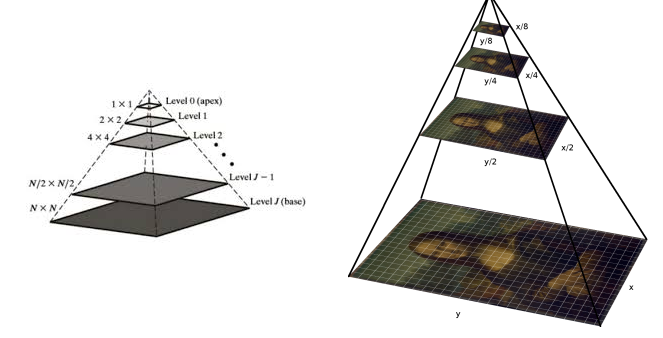 1 × 1
Level 0 (apex)
2 × 2
Level 1
4 × 4
Level 2
N/2 × N/2
Level J − 1
N × N
Level J (base)
x/8
y/8
x/4
y/4
x/2
y/2
x
y